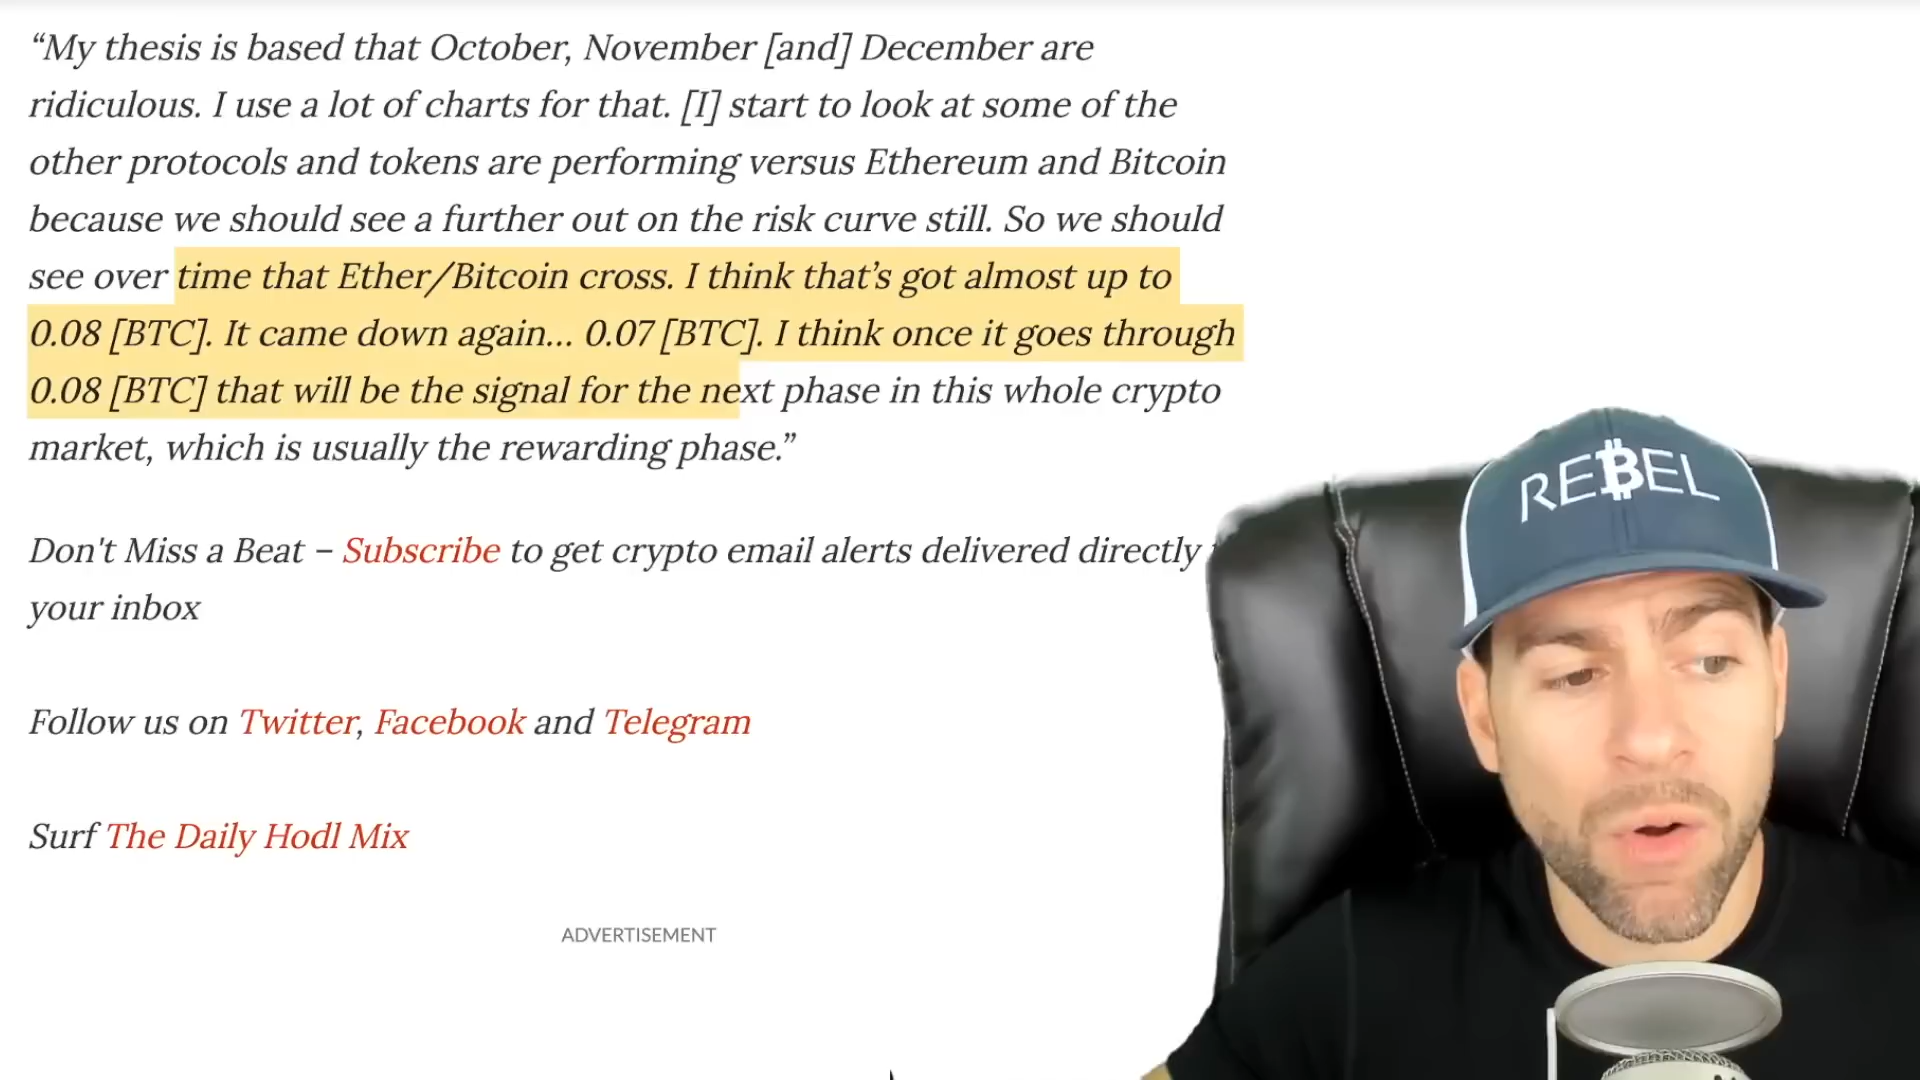 “My thesis is based that October, November [and] December are
ridiculous. I use a lot of charts for that. [I] start to look at some of the
other protocols and tokens are performing versus Ethereum and Bitcoin
because we should see a further out on the risk curve still. So we should
see over time that Ether/Bitcoin cross. I think that’s got almost up to
0.08 [BTC]. It came down again… 0.07 [BTC]. I think once it goes through
0.08 [BTC] that will be the signal for the next phase in this whole crypto
market, which is usually the rewarding phase.”
Don't Miss a Beat – Subscribe to get crypto email alerts delivered directly
your inbox
Follow us on Twitter, Facebook and Telegram
Surf The Daily Hodl Mix
ADVERTISEMENT
REBEL